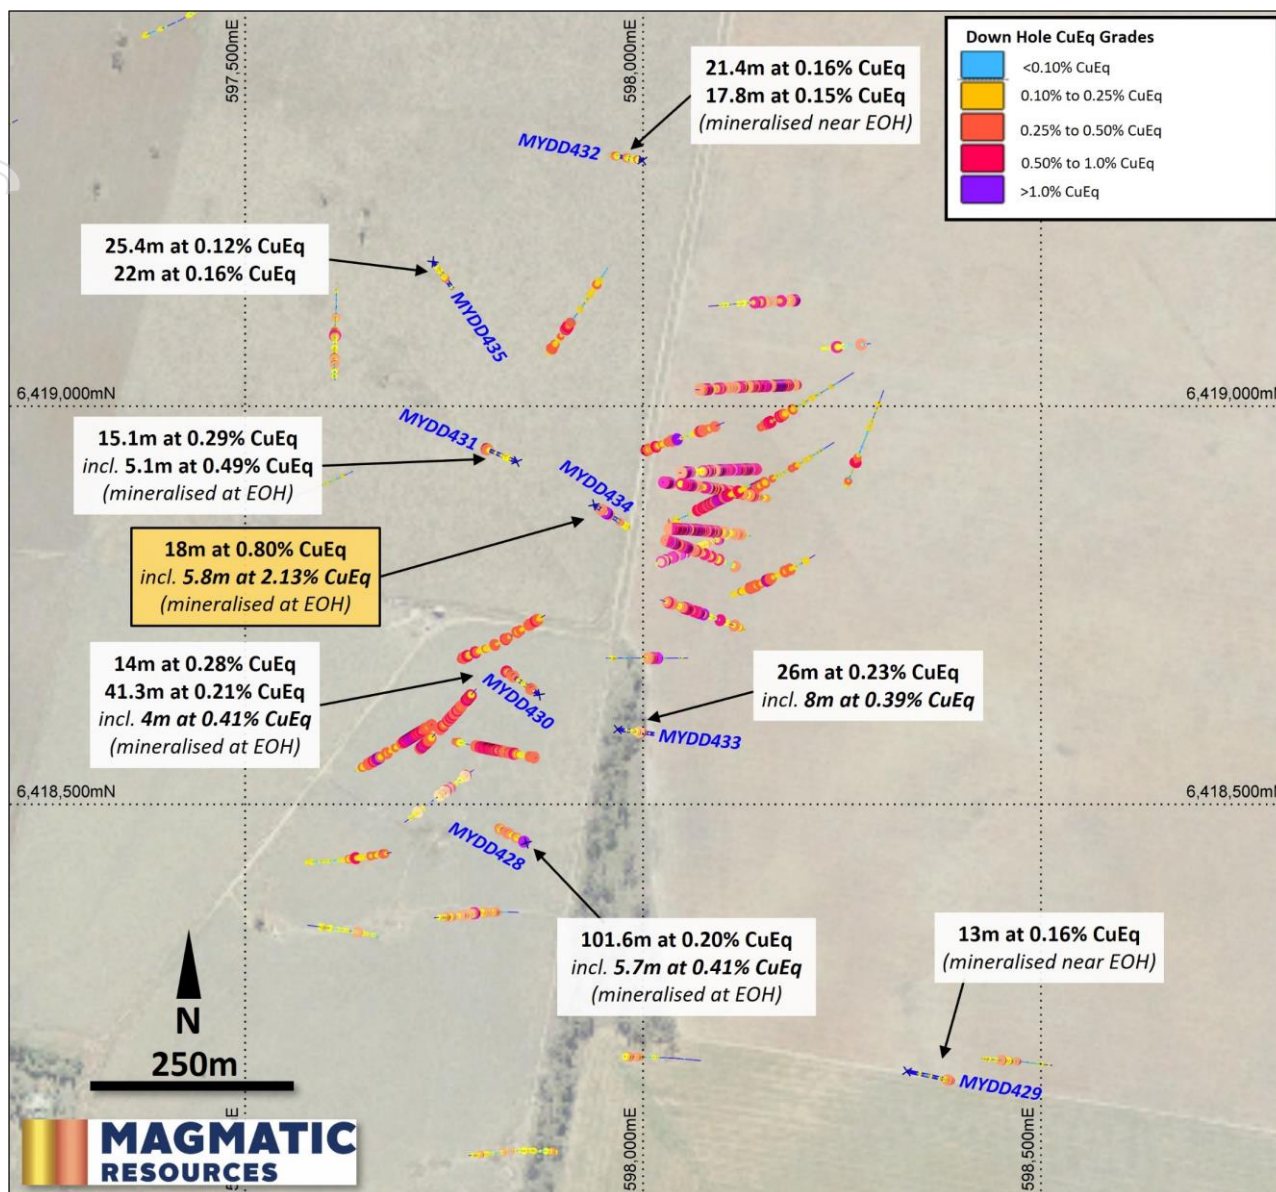 597,500mE
598,000mE
Down Hole CuEq Grades
<0.10% CuEq
0.10% to 0.25% CuEq
0.25% to 0.50% CuEq
0.50% to 1.0% CuEq
>1.0% CuEq
21.4m at 0.16% CuEq
17.8m at 0.15% CuEq
(mineralised near EOH)
MYDD432
25.4m at 0.12% CuEq
22m at 0.16% CuEq
MYDD435
6,419,000mN
6,419,000mN
15.1m at 0.29% CuEq
incl. 5.1m at 0.49% CuEq
(mineralised at EOH)
MYDD431
MYDD434
18m at 0.80% CuEq
incl. 5.8m at 2.13% CuEq
(mineralised at EOH)
14m at 0.28% CuEq
41.3m at 0.21% CuEq
incl. 4m at 0.41% CuEq
(mineralised at EOH)
MYDD430
26m at 0.23% CuEq
incl. 8m at 0.39% CuEq
MYDD433
6,418,500mN
6,418,500mN
MYDD428
101.6m at 0.20% CuEq
incl. 5.7m at 0.41% CuEq
(mineralised at EOH)
13m at 0.16% CuEq
(mineralised near EOH)
MYDD429
N
250m
598,000mE
598,500mE
MAGMATIC
RESOURCES